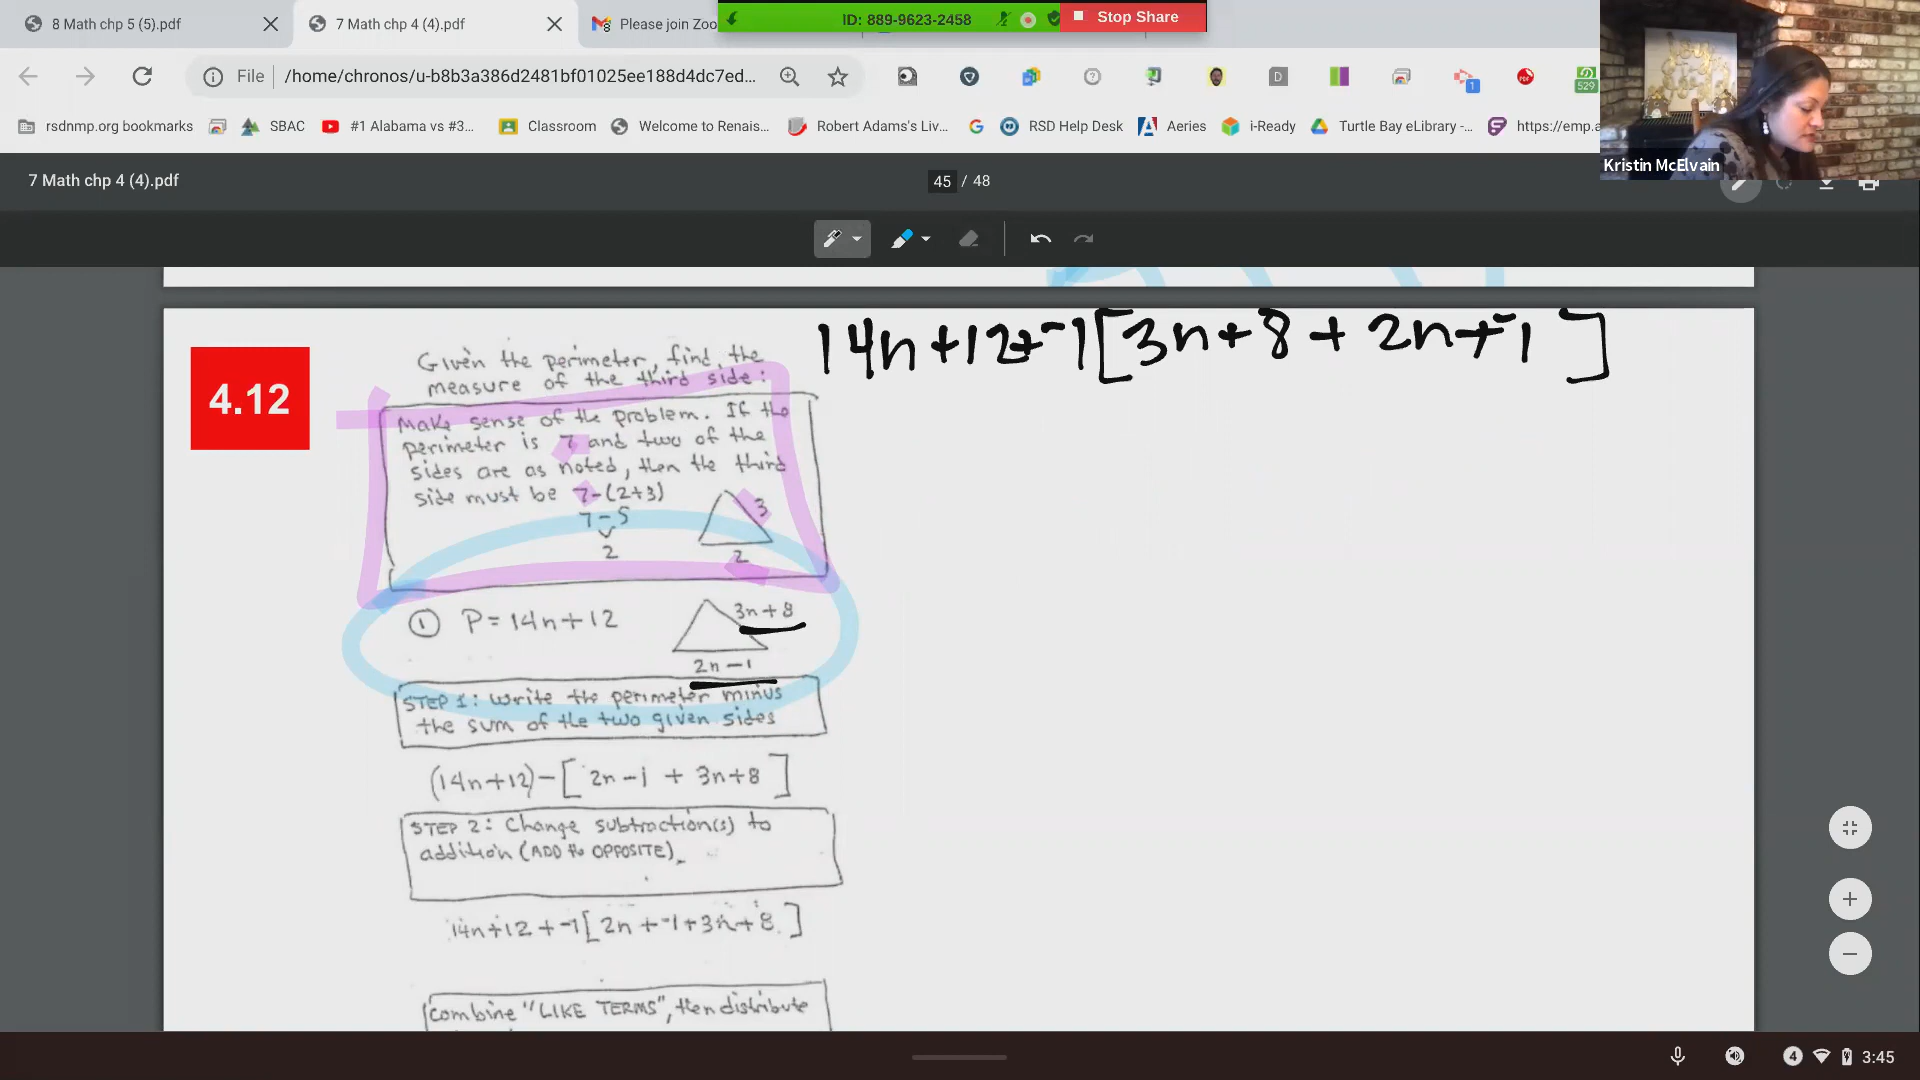 8 Math chp 5 (5).pdf
7 Math chp 4 (4).pdf
Please join Zoo
ID: 889-9623-2458
Stop Share
File
/home/chronos/u-b8b3a386d2481bf01025ee188d4dc7ed...
D
1
PDF
529
rsdnmp.org bookmarks
SBAC
#1 Alabama vs #3...
Classroom
Welcome to Renais...
Robert Adams's Liv...
RSD Help Desk
Aeries
i-Ready
Turtle Bay eLibrary -...
https://emp.a
Kristin McElvain
7 Math chp 4 (4).pdf
45 / 48
14n+12+-1[3n+8+2n+-1]
4.12
Given the perimeter, find the
measure of the third side:
Make sense of the problem. If the
perimeter is 7 and two of the
sides are as noted, then the third
side must be 7-(2+3)
7-5
2
3
2
① P=14n+12
3n+8
2n-1
STEP 1: Write the perimeter minus
the sum of the two given sides
(14n+12)-[2n-1 + 3n+8]
STEP 2: Change subtraction(s) to
addition (ADD the OPPOSITE).
14n+12+-1[2n+-1+3n+8]
Combine "LIKE TERMS", then distribute
4
3:45